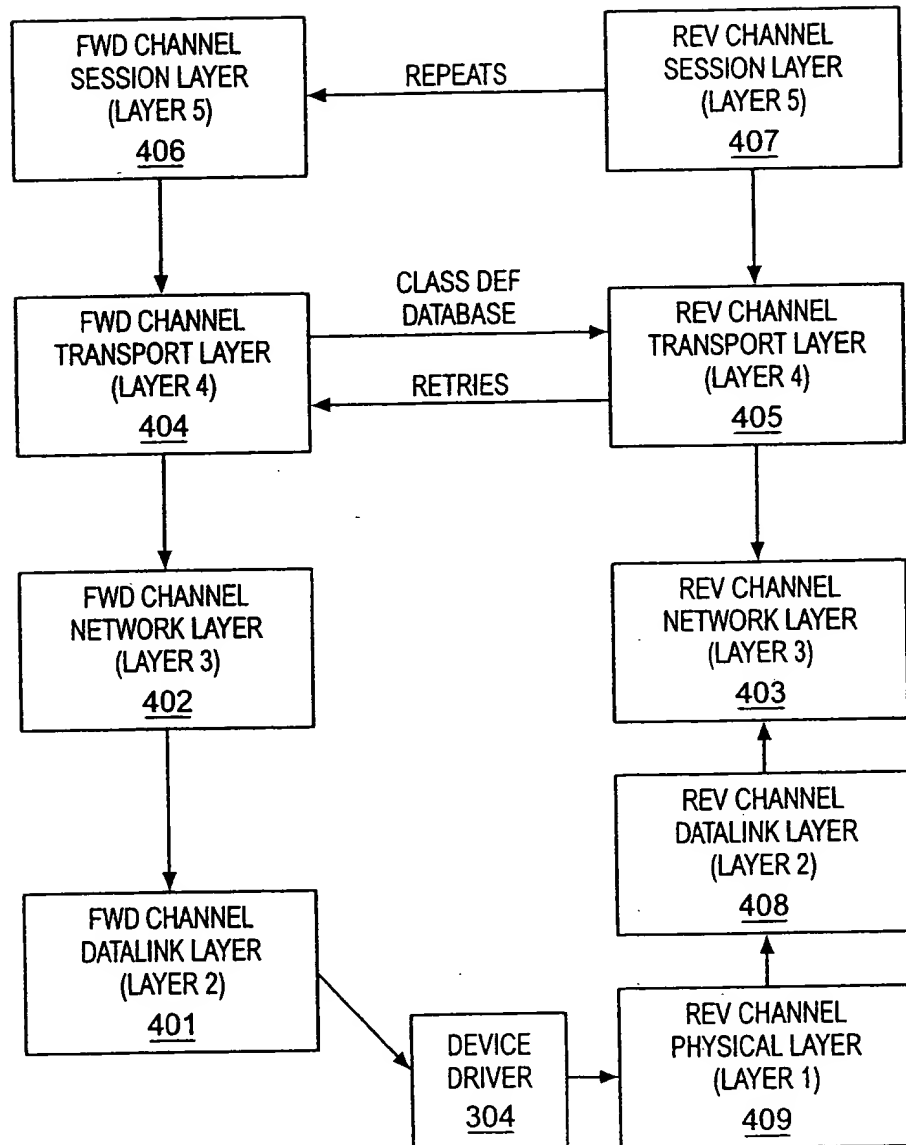 FWD CHANNEL
SESSION LAYER
(LAYER 5)
406
REPEATS
REV CHANNEL
SESSION LAYER
(LAYER 5)
407
FWD CHANNEL
TRANSPORT LAYER
(LAYER 4)
404
CLASS DEF
DATABASE
RETRIES
REV CHANNEL
TRANSPORT LAYER
(LAYER 4)
405
FWD CHANNEL
NETWORK LAYER
(LAYER 3)
402
REV CHANNEL
NETWORK LAYER
(LAYER 3)
403
REV CHANNEL
DATALINK LAYER
(LAYER 2)
408
FWD CHANNEL
DATALINK LAYER
(LAYER 2)
401
DEVICE
DRIVER
304
REV CHANNEL
PHYSICAL LAYER
(LAYER 1)
409